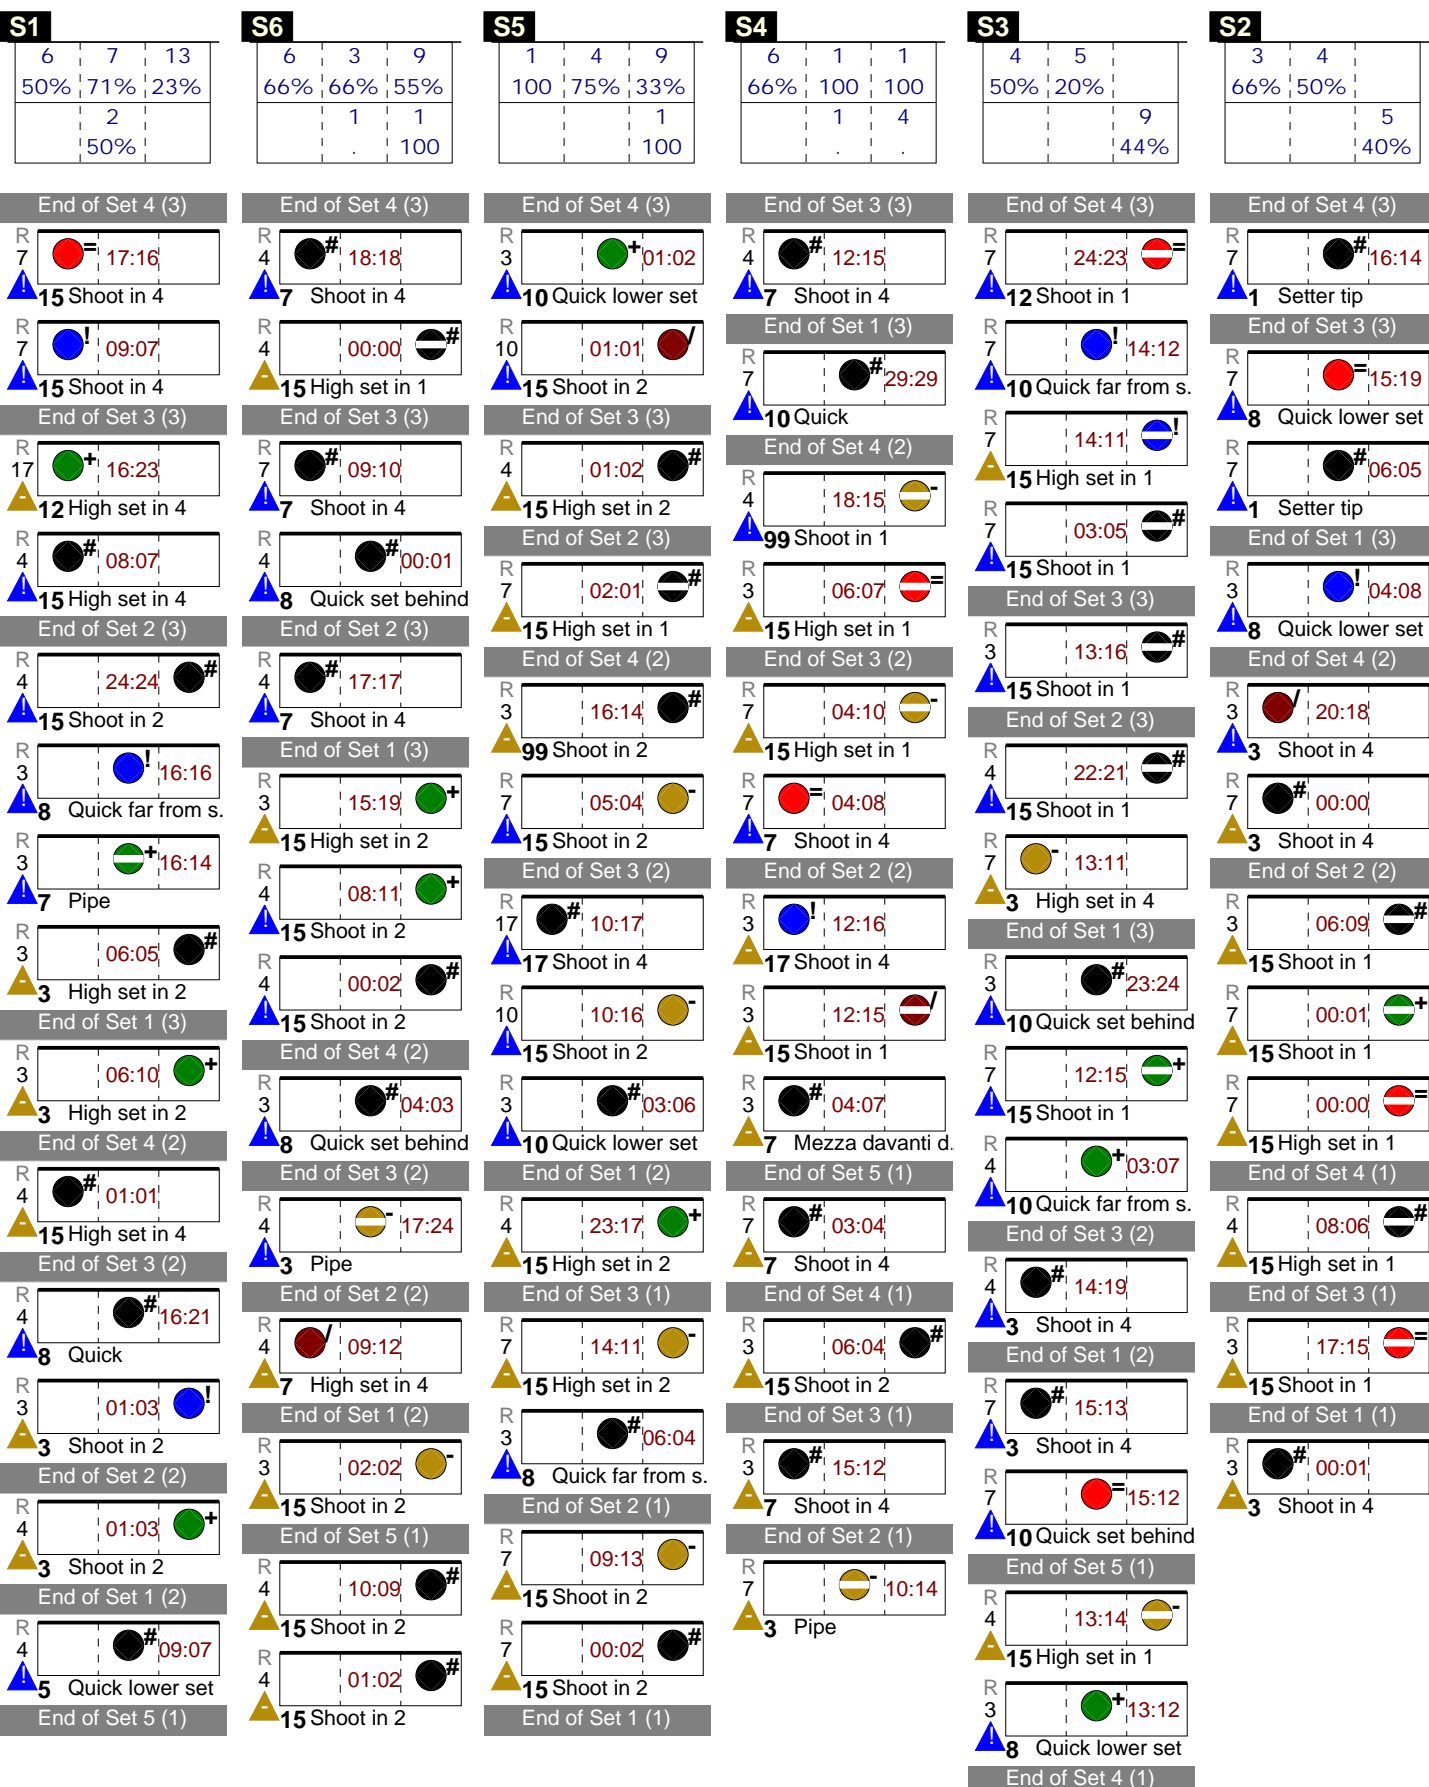 S1
6 7 13
50% 71% 23%
2
50%
End of Set 4 (3)
R
7 = 17:16
! 15 Shoot in 4
R
7 ! 09:07
! 15 Shoot in 4
End of Set 3 (3)
R
17 + 16:23
- 12 High set in 4
R
4 # 08:07
! 15 High set in 4
End of Set 2 (3)
R
4 24:24 #
! 15 Shoot in 2
R
3 ! 16:16
! 8 Quick far from s.
R
3 + 16:14
! 7 Pipe
R
3 06:05 #
- 3 High set in 2
End of Set 1 (3)
R
3 06:10 +
- 3 High set in 2
End of Set 4 (2)
R
4 # 01:01
- 15 High set in 4
End of Set 3 (2)
R
4 # 16:21
! 8 Quick
R
3 01:03 !
- 3 Shoot in 2
End of Set 2 (2)
R
4 01:03 +
- 3 Shoot in 2
End of Set 1 (2)
R
4 # 09:07
! 5 Quick lower set
End of Set 5 (1)
S6
6 3 9
66% 66% 55%
1 1
. 100
End of Set 4 (3)
R
4 # 18:18
! 7 Shoot in 4
R
4 00:00 #
- 15 High set in 1
End of Set 3 (3)
R
7 # 09:10
! 7 Shoot in 4
R
4 # 00:01
! 8 Quick set behind
End of Set 2 (3)
R
4 # 17:17
! 7 Shoot in 4
End of Set 1 (3)
R
3 15:19 +
- 15 High set in 2
R
4 08:11 +
! 15 Shoot in 2
R
4 00:02 #
! 15 Shoot in 2
End of Set 4 (2)
R
3 # 04:03
! 8 Quick set behind
End of Set 3 (2)
R
4 - 17:24
! 3 Pipe
End of Set 2 (2)
R
4 / 09:12
- 7 High set in 4
End of Set 1 (2)
R
3 02:02 -
- 15 Shoot in 2
End of Set 5 (1)
R
4 10:09 #
- 15 Shoot in 2
R
4 01:02 #
- 15 Shoot in 2
S5
1 4 9
100 75% 33%
1
100
End of Set 4 (3)
R
3 + 01:02
! 10 Quick lower set
R
10 01:01 /
! 15 Shoot in 2
End of Set 3 (3)
R
4 01:02 #
- 15 High set in 2
End of Set 2 (3)
R
7 02:01 #
- 15 High set in 1
End of Set 4 (2)
R
3 16:14 #
- 99 Shoot in 2
R
7 05:04 -
! 15 Shoot in 2
End of Set 3 (2)
R
17 # 10:17
! 17 Shoot in 4
R
10 10:16 -
! 15 Shoot in 2
R
3 # 03:06
! 10 Quick lower set
End of Set 1 (2)
R
4 23:17 +
- 15 High set in 2
End of Set 3 (1)
R
7 14:11 -
- 15 High set in 2
R
3 # 06:04
! 8 Quick far from s.
End of Set 2 (1)
R
7 09:13 -
- 15 Shoot in 2
R
7 00:02 #
- 15 Shoot in 2
End of Set 1 (1)
S4
6 1 1
66% 100 100
1 4
. .
End of Set 3 (3)
R
4 # 12:15
! 7 Shoot in 4
End of Set 1 (3)
R
7 # 29:29
! 10 Quick
End of Set 4 (2)
R
4 18:15 -
! 99 Shoot in 1
R
3 06:07 =
- 15 High set in 1
End of Set 3 (2)
R
7 04:10 -
- 15 High set in 1
R
7 = 04:08
! 7 Shoot in 4
End of Set 2 (2)
R
3 ! 12:16
- 17 Shoot in 4
R
3 12:15 /
- 15 Shoot in 1
R
3 # 04:07
- 7 Mezza davanti d.
End of Set 5 (1)
R
7 # 03:04
- 7 Shoot in 4
End of Set 4 (1)
R
3 06:04 #
- 15 Shoot in 2
End of Set 3 (1)
R
3 # 15:12
- 7 Shoot in 4
End of Set 2 (1)
R
7 - 10:14
- 3 Pipe
S3
4 5
50% 20%
9
44%
End of Set 4 (3)
R
7 24:23 =
! 12 Shoot in 1
R
7 ! 14:12
! 10 Quick far from s.
R
7 14:11 !
- 15 High set in 1
R
7 03:05 #
! 15 Shoot in 1
End of Set 3 (3)
R
3 13:16 #
! 15 Shoot in 1
End of Set 2 (3)
R
4 22:21 #
! 15 Shoot in 1
R
7 - 13:11
- 3 High set in 4
End of Set 1 (3)
R
3 # 23:24
! 10 Quick set behind
R
7 12:15 +
! 15 Shoot in 1
R
4 + 03:07
! 10 Quick far from s.
End of Set 3 (2)
R
4 # 14:19
! 3 Shoot in 4
End of Set 1 (2)
R
7 # 15:13
! 3 Shoot in 4
R
7 = 15:12
! 10 Quick set behind
End of Set 5 (1)
R
4 13:14 -
- 15 High set in 1
R
3 + 13:12
! 8 Quick lower set
End of Set 4 (1)
S2
3 4
66% 50%
5
40%
End of Set 4 (3)
R
7 # 16:14
! 1 Setter tip
End of Set 3 (3)
R
7 = 15:19
! 8 Quick lower set
R
7 # 06:05
! 1 Setter tip
End of Set 1 (3)
R
3 ! 04:08
! 8 Quick lower set
End of Set 4 (2)
R
3 / 20:18
! 3 Shoot in 4
R
7 # 00:00
- 3 Shoot in 4
End of Set 2 (2)
R
3 06:09 #
- 15 Shoot in 1
R
7 00:01 +
- 15 Shoot in 1
R
7 00:00 =
- 15 High set in 1
End of Set 4 (1)
R
4 08:06 #
- 15 High set in 1
End of Set 3 (1)
R
3 17:15 =
- 15 Shoot in 1
End of Set 1 (1)
R
3 # 00:01
- 3 Shoot in 4